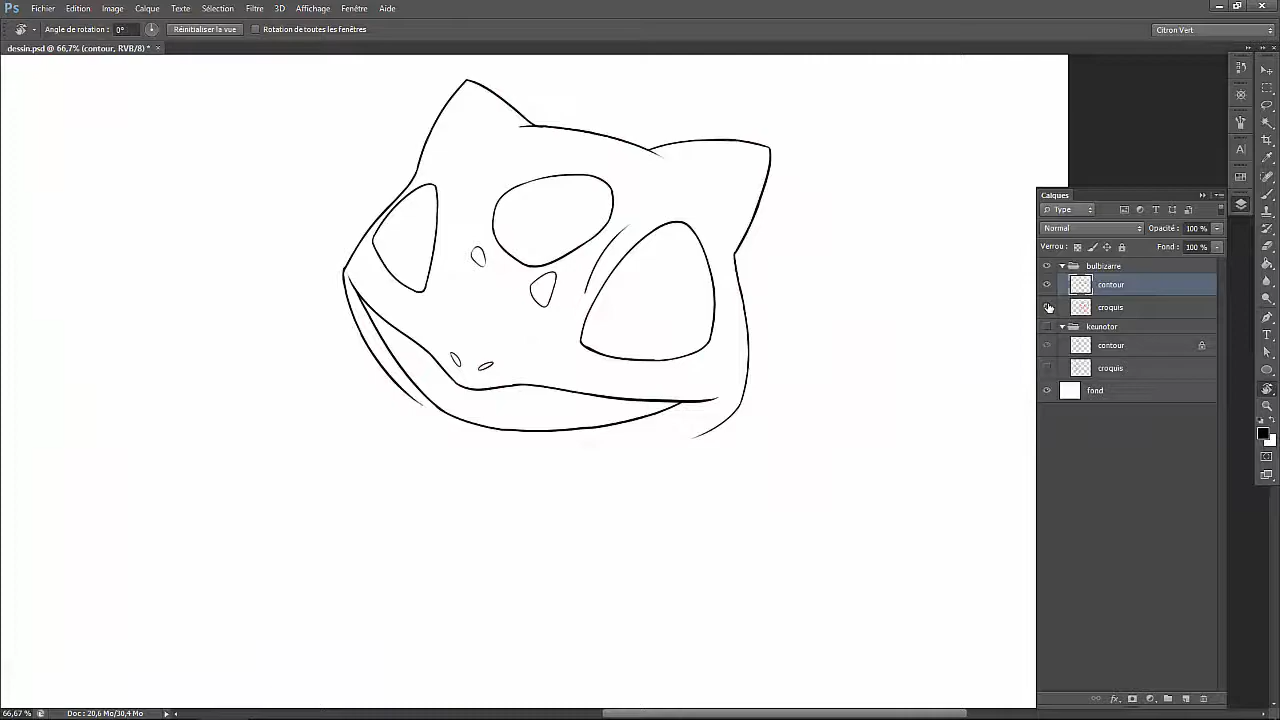 Ps Fichier Edition Image Calque Texte Sélection Filtre 3D Affichage Fenêtre Aide
Angle de rotation : 0° Réinitialiser la vue Rotation de toutes les fenêtres Citron Vert
dessin.psd @ 66,7% (contour, RVB/8) * ×
Calques
Type
Normal Opacité : 100 %
Verrou : Fond : 100 %
bulbizarre
contour
croquis
keunotor
contour
croquis
fond
66,67 % Doc : 20,6 Mo/30,4 Mo